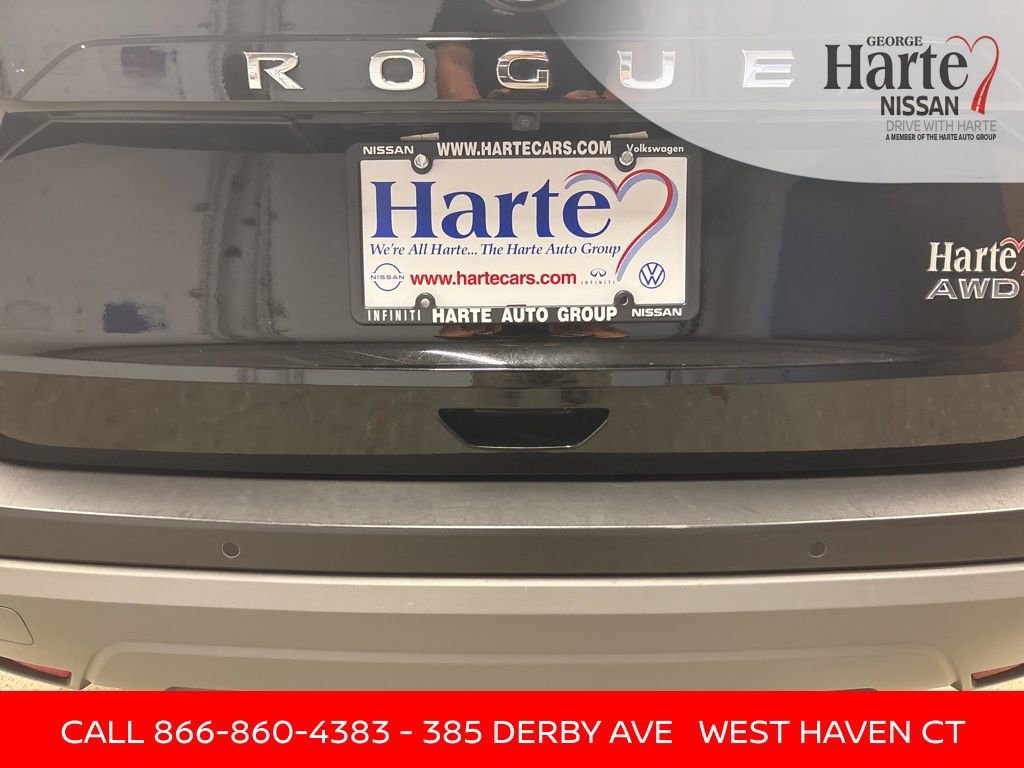 ROGUE
GEORGE
Harte
NISSAN
DRIVE WITH HARTE
A MEMBER OF THE HARTE AUTO GROUP
NISSAN WWW.HARTECARS.COM Volkswagen
Harte
We're All Harte... The Harte Auto Group
NISSAN www.hartecars.com INFINITI
INFINITI HARTE AUTO GROUP NISSAN
Harte
AWD
CALL 866-860-4383 - 385 DERBY AVE WEST HAVEN CT